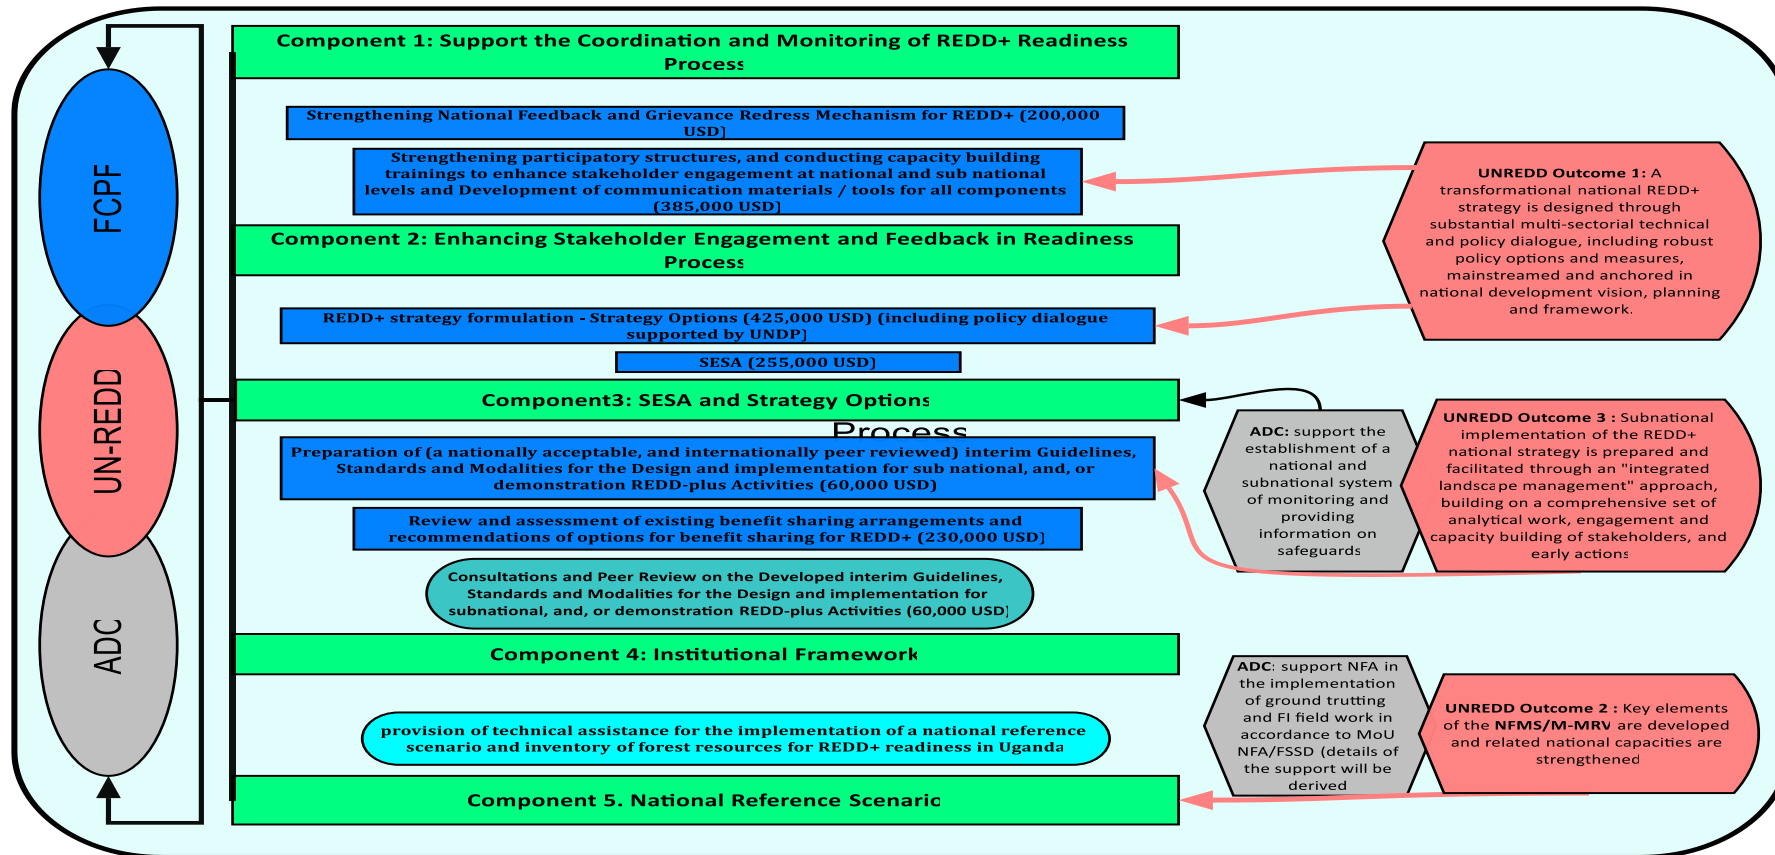 FCPF
UN-REDD
ADC
Component 1: Support the Coordination and Monitoring of REDD+ Readiness
Process
Strengthening National Feedback and Grievance Redress Mechanism for REDD+ (200,000
USD)
Strengthening participatory structures, and conducting capacity building
trainings to enhance stakeholder engagement at national and sub national
levels and Development of communication materials / tools for all components
(385,000 USD)
Component 2: Enhancing Stakeholder Engagement and Feedback in Readiness
Process
REDD+ strategy formulation - Strategy Options (425,000 USD) (including policy dialogue
supported by UNDP)
SESA (255,000 USD)
Component3: SESA and Strategy Options
Process
Preparation of (a nationally acceptable, and internationally peer reviewed) interim Guidelines,
Standards and Modalities for the Design and implementation for sub national, and, or
demonstration REDD-plus Activities (60,000 USD)
Review and assessment of existing benefit sharing arrangements and
recommendations of options for benefit sharing for REDD+ (230,000 USD)
Consultations and Peer Review on the Developed interim Guidelines,
Standards and Modalities for the Design and implementation for
subnational, and, or demonstration REDD-plus Activities (60,000 USD)
Component 4: Institutional Framework
provision of technical assistance for the implementation of a national reference
scenario and inventory of forest resources for REDD+ readiness in Uganda
Component 5. National Reference Scenario
UNREDD Outcome 1: A
transformational national REDD+
strategy is designed through
substantial multi-sectorial technical
and policy dialogue, including robust
policy options and measures,
mainstreamed and anchored in
national development vision, planning
and framework.
ADC: support the
establishment of a
national and
subnational system
of monitoring and
providing
information on
safeguards
UNREDD Outcome 3 : Subnational
implementation of the REDD+
national strategy is prepared and
facilitated through an "integrated
landscape management" approach,
building on a comprehensive set of
analytical work, engagement and
capacity building of stakeholders, and
early actions
ADC: support NFA in
the implementation
of ground trutting
and FI field work in
accordance to MoU
NFA/FSSD (details of
the support will be
derived
UNREDD Outcome 2 : Key elements
of the NFMS/M-MRV are developed
and related national capacities are
strengthened